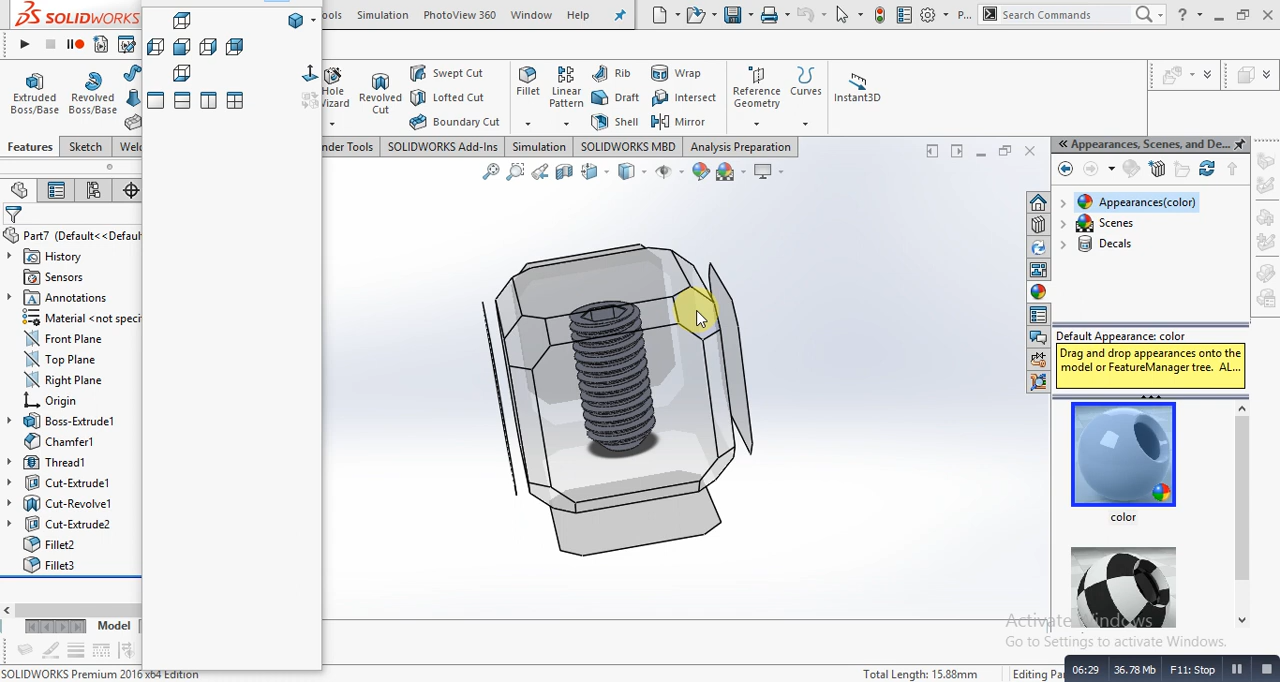 SOLIDWORKS
ools Simulation PhotoView 360 Window Help
P...
Search Commands
?
Extruded Boss/Base
Revolved Boss/Base
Hole Wizard
Revolved Cut
Swept Cut
Lofted Cut
Boundary Cut
Fillet
Linear Pattern
Rib
Draft
Shell
Wrap
Intersect
Mirror
Reference Geometry
Curves
Instant3D
Features Sketch Wel
nder Tools SOLIDWORKS Add-Ins Simulati SOLIDWORKS MBD Analysis Preparation
Part7 (Default<<Defaul
History
Sensors
Annotations
Material <not speci
Front Plane
Top Plane
Right Plane
Origin
Boss-Extrude1
Chamfer1
Thread1
Cut-Extrude1
Cut-Revolve1
Cut-Extrude2
Fillet2
Fillet3
Model
Appearances, Scenes, and De...
Appearances(color)
Scenes
Decals
Default Appearance: color
Drag and drop appearances onto the
model or FeatureManager tree. AL...
color
Activate Windows
Go to Settings to activate Windows.
SOLIDWORKS Premium 2016 x64 Edition
Total Length: 15.88mm
Editing Pa
06:29 36.78 Mb F11: Stop